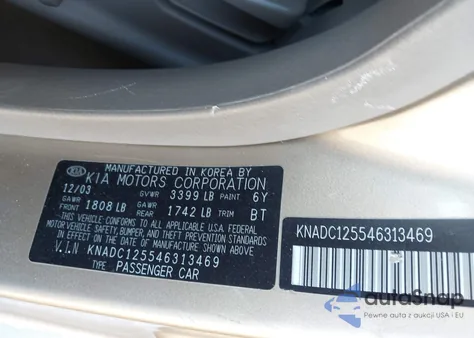 MANUFACTURED IN KOREA BY
KIA KIA MOTORS CORPORATION
12/03 GVWR 3399 LB PAINT 6Y
GAWR FRONT 1808 LB GAWR REAR 1742 LB TRIM BT
THIS VEHICLE CONFORMS TO ALL
APPLICABLE U.S.A. FEDERAL MOTOR VEHICLE
SAFETY, BUMPER, AND THEFT PREVENTION STANDARDS
IN EFFECT ON THE DATE OF MANUFACTURE SHOWN ABOVE.
V.I.N KNADC125546313469
TYPE PASSENGER CAR
KNADC125546313469
autoSnap
Pewne auta z aukcji USA i EU